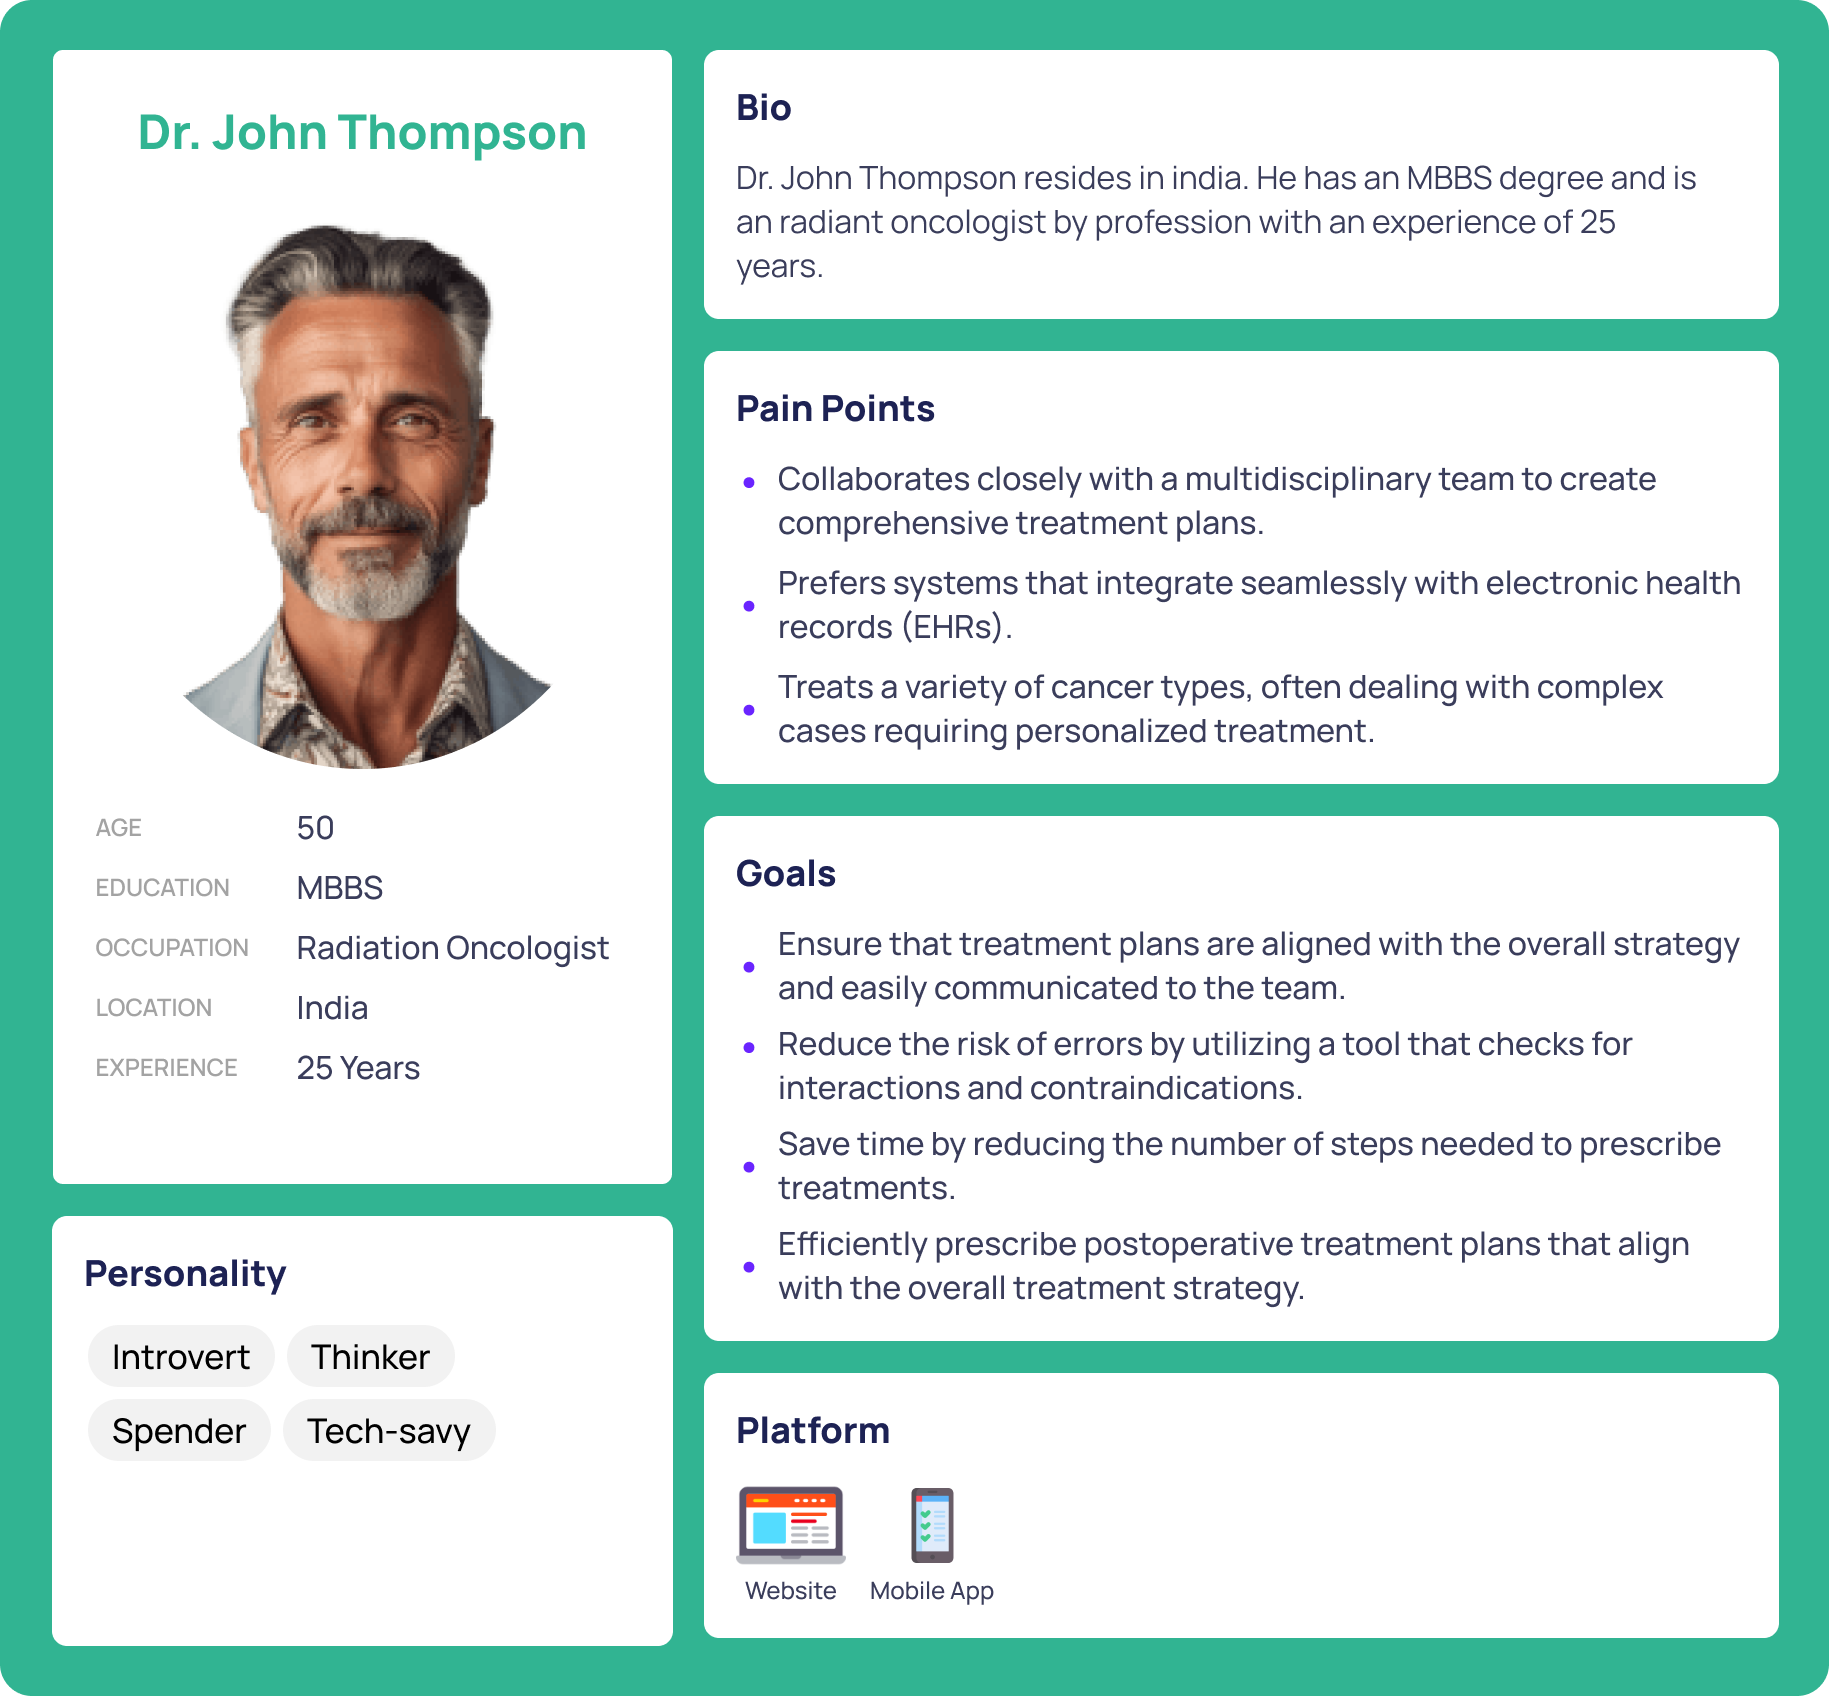 Dr. John Thompson
AGE 50
EDUCATION MBBS
OCCUPATION Radiation Oncologist
LOCATION India
EXPERIENCE 25 Years
Personality
Introvert Thinker
Spender Tech-savy
Bio
Dr. John Thompson resides in india. He has an MBBS degree and is
an radiant oncologist by profession with an experience of 25
years.
Pain Points
• Collaborates closely with a multidisciplinary team to create
comprehensive treatment plans.
• Prefers systems that integrate seamlessly with electronic health
records (EHRs).
• Treats a variety of cancer types, often dealing with complex
cases requiring personalized treatment.
Goals
• Ensure that treatment plans are aligned with the overall strategy
and easily communicated to the team.
• Reduce the risk of errors by utilizing a tool that checks for
interactions and contraindications.
• Save time by reducing the number of steps needed to prescribe
treatments.
• Efficiently prescribe postoperative treatment plans that align
with the overall treatment strategy.
Platform
Website Mobile App